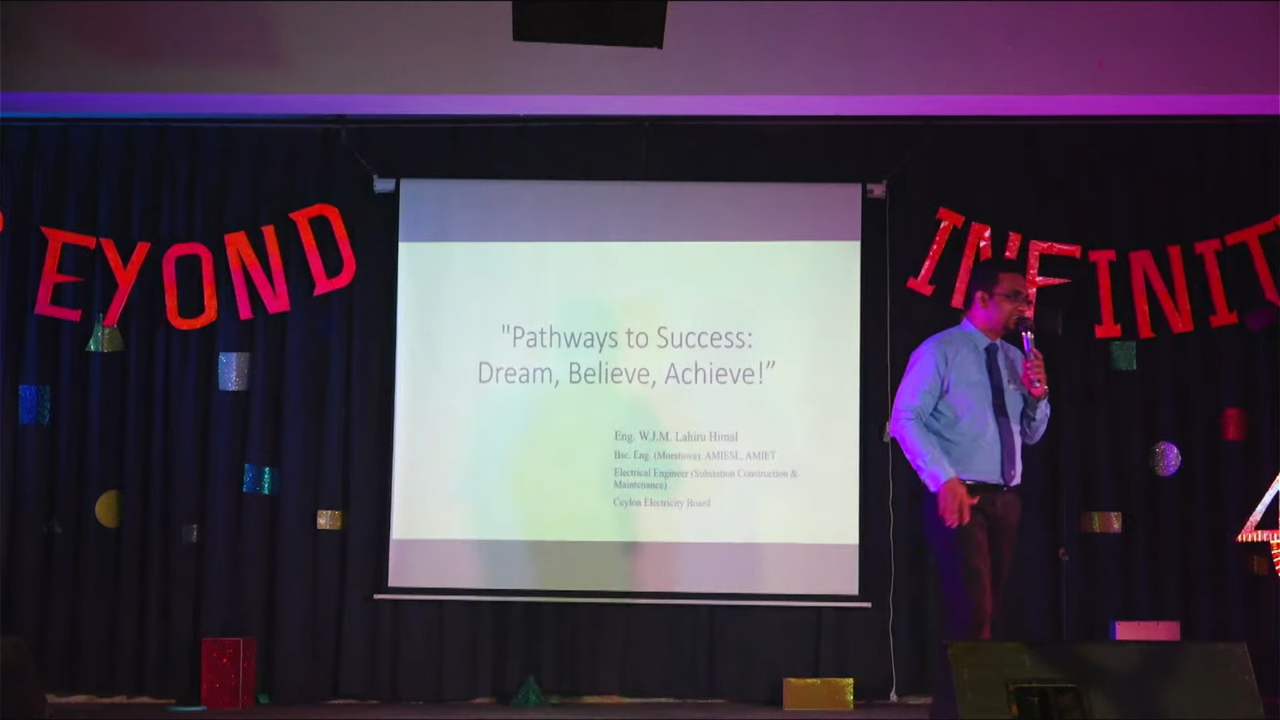 EYOND
INFINIT
"Pathways to Success:
Dream, Believe, Achieve!”
Eng. W.J.M. Lahiru Himal
Bsc. Eng. (Moratuwa), AMIESL, AMIET
Electrical Engineer (Substation Construction &
Maintenance)
Ceylon Electricity Board